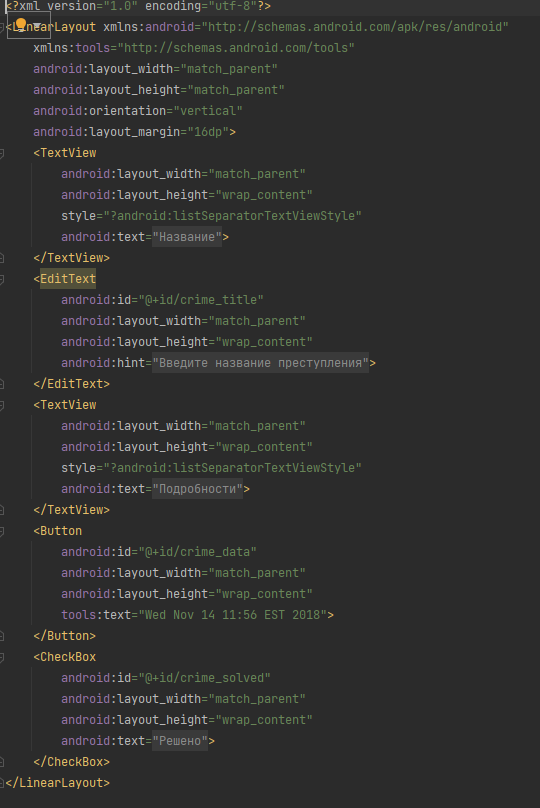 <?xml version="1.0" encoding="utf-8"?>
<LinearLayout xmlns:android="http://schemas.android.com/apk/res/android"
    xmlns:tools="http://schemas.android.com/tools"
    android:layout_width="match_parent"
    android:layout_height="match_parent"
    android:orientation="vertical"
    android:layout_margin="16dp">
    <TextView
        android:layout_width="match_parent"
        android:layout_height="wrap_content"
        style="?android:listSeparatorTextViewStyle"
        android:text="Название">
    </TextView>
    <EditText
        android:id="@+id/crime_title"
        android:layout_width="match_parent"
        android:layout_height="wrap_content"
        android:hint="Введите название преступления">
    </EditText>
    <TextView
        android:layout_width="match_parent"
        android:layout_height="wrap_content"
        style="?android:listSeparatorTextViewStyle"
        android:text="Подробности">
    </TextView>
    <Button
        android:id="@+id/crime_data"
        android:layout_width="match_parent"
        android:layout_height="wrap_content"
        tools:text="Wed Nov 14 11:56 EST 2018">
    </Button>
    <CheckBox
        android:id="@+id/crime_solved"
        android:layout_width="match_parent"
        android:layout_height="wrap_content"
        android:text="Решено">
    </CheckBox>
</LinearLayout>